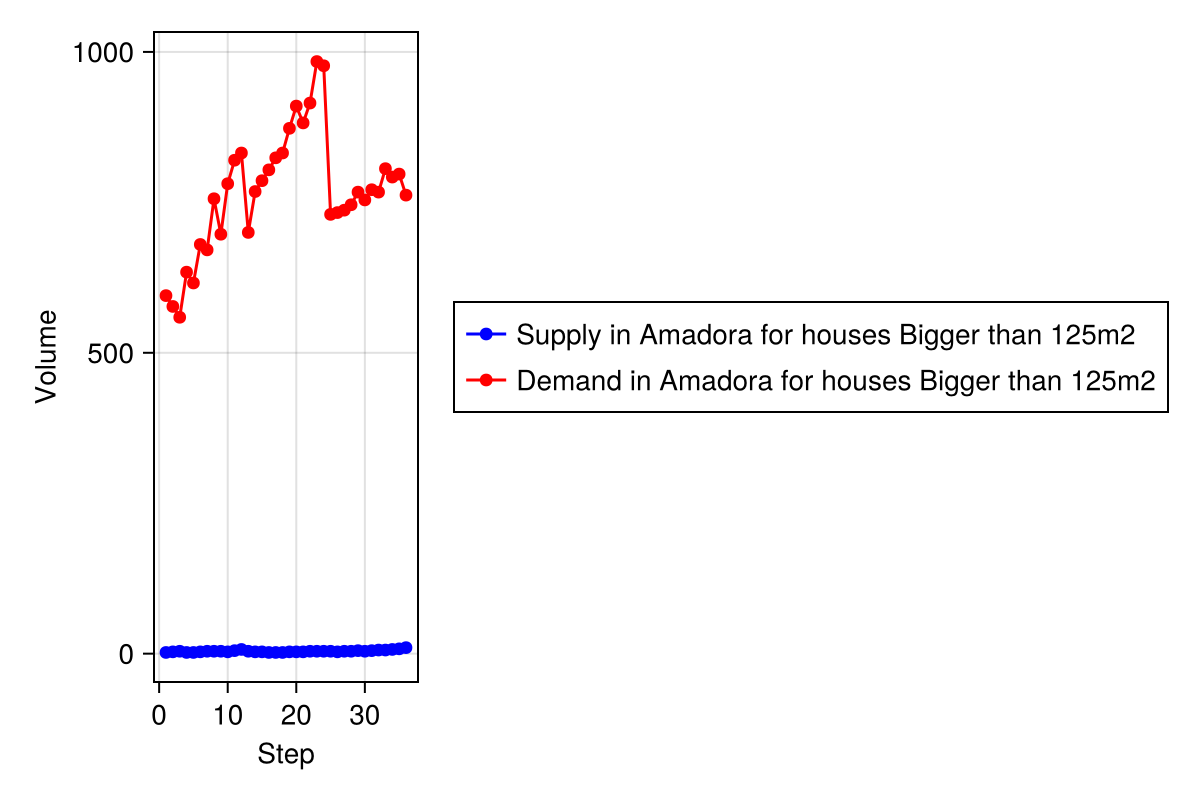 1000
500
0
Volume
0 10 20 30
Step
Supply in Amadora for houses Bigger than 125m2
Demand in Amadora for houses Bigger than 125m2